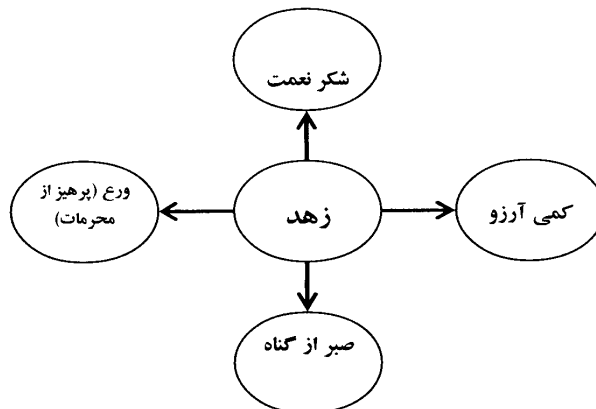 شکر نعمت
کمی آرزو
زهد
ورع (پرهیز از
محرمات)
صبر از گناه